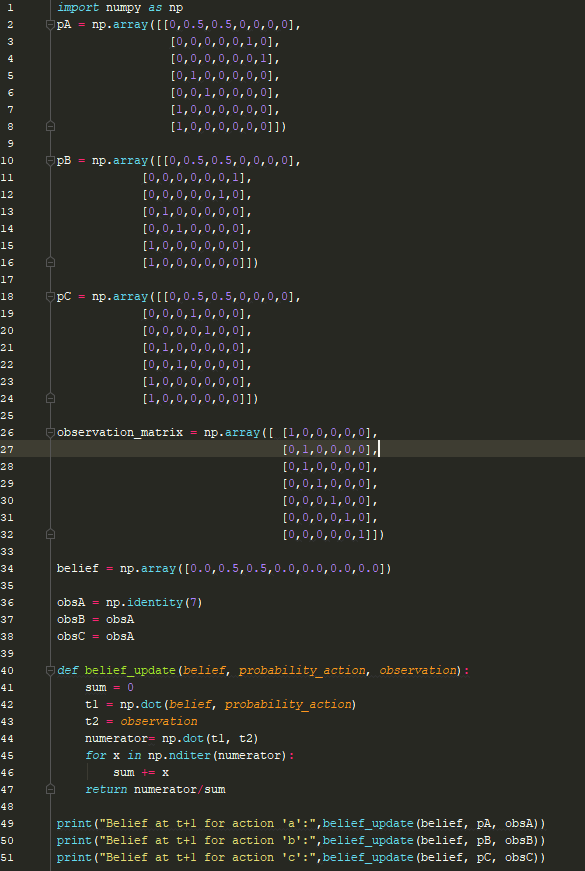 1 import numpy as np
2 pA = np.array([[0,0.5,0.5,0,0,0,0],
3 [0,0,0,0,0,1,0],
4 [0,0,0,0,0,0,1],
5 [0,1,0,0,0,0,0],
6 [0,0,1,0,0,0,0],
7 [1,0,0,0,0,0,0],
8 [1,0,0,0,0,0,0]])
9
10 pB = np.array([[0,0.5,0.5,0,0,0,0],
11 [0,0,0,0,0,0,1],
12 [0,0,0,0,0,1,0],
13 [0,1,0,0,0,0,0],
14 [0,0,1,0,0,0,0],
15 [1,0,0,0,0,0,0],
16 [1,0,0,0,0,0,0]])
17
18 pC = np.array([[0,0.5,0.5,0,0,0,0],
19 [0,0,0,1,0,0,0],
20 [0,0,0,0,1,0,0],
21 [0,1,0,0,0,0,0],
22 [0,0,1,0,0,0,0],
23 [1,0,0,0,0,0,0],
24 [1,0,0,0,0,0,0]])
25
26 observation_matrix = np.array([ [1,0,0,0,0,0],
27 [0,1,0,0,0,0],
28 [0,1,0,0,0,0],
29 [0,0,1,0,0,0],
30 [0,0,0,1,0,0],
31 [0,0,0,0,1,0],
32 [0,0,0,0,0,1]])
33
34 belief = np.array([0.0,0.5,0.5,0.0,0.0,0.0,0.0])
35
36 obsA = np.identity(7)
37 obsB = obsA
38 obsC = obsA
39
40 def belief_update(belief, probability_action, observation):
41 sum = 0
42 t1 = np.dot(belief, probability_action)
43 t2 = observation
44 numerator= np.dot(t1, t2)
45 for x in np.nditer(numerator):
46 sum += x
47 return numerator/sum
48
49 print("Belief at t+1 for action 'a':",belief_update(belief, pA, obsA))
50 print("Belief at t+1 for action 'b':",belief_update(belief, pB, obsB))
51 print("Belief at t+1 for action 'c':",belief_update(belief, pC, obsC))